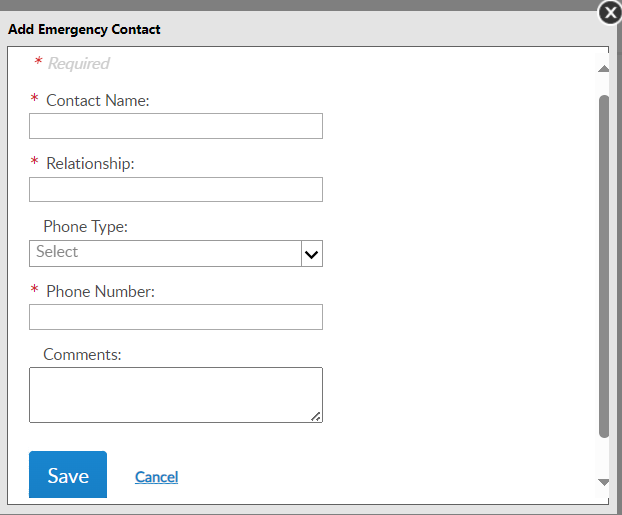 Add Emergency Contact
* Required
* Contact Name:
* Relationship:
Phone Type:
Select
* Phone Number:
Comments:
Save Cancel